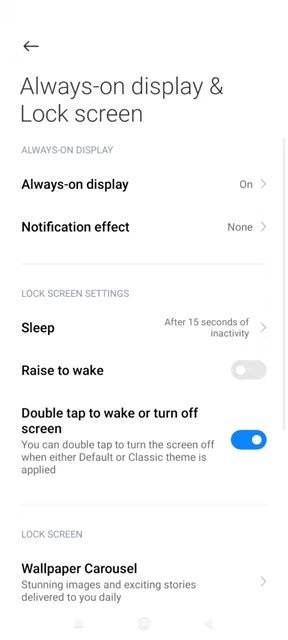 Always-on display &
Lock screen
ALWAYS-ON DISPLAY
Always-on display
On
Notification effect
None
LOCK SCREEN SETTINGS
Sleep
After 15 seconds of
inactivity
Raise to wake
Double tap to wake or turn off
screen
You can double tap to turn the screen off
when either Default or Classic theme is
applied
LOCK SCREEN
Wallpaper Carousel
Stunning images and exciting stories
delivered to you daily